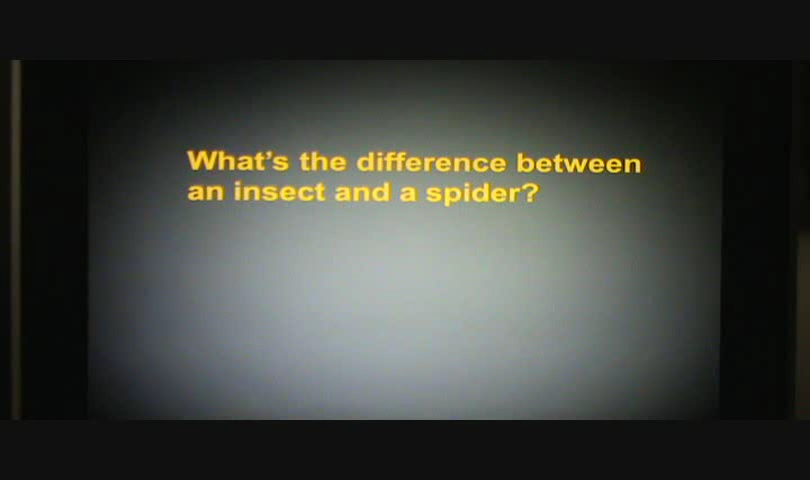 What's the difference between
an insect and a spider?